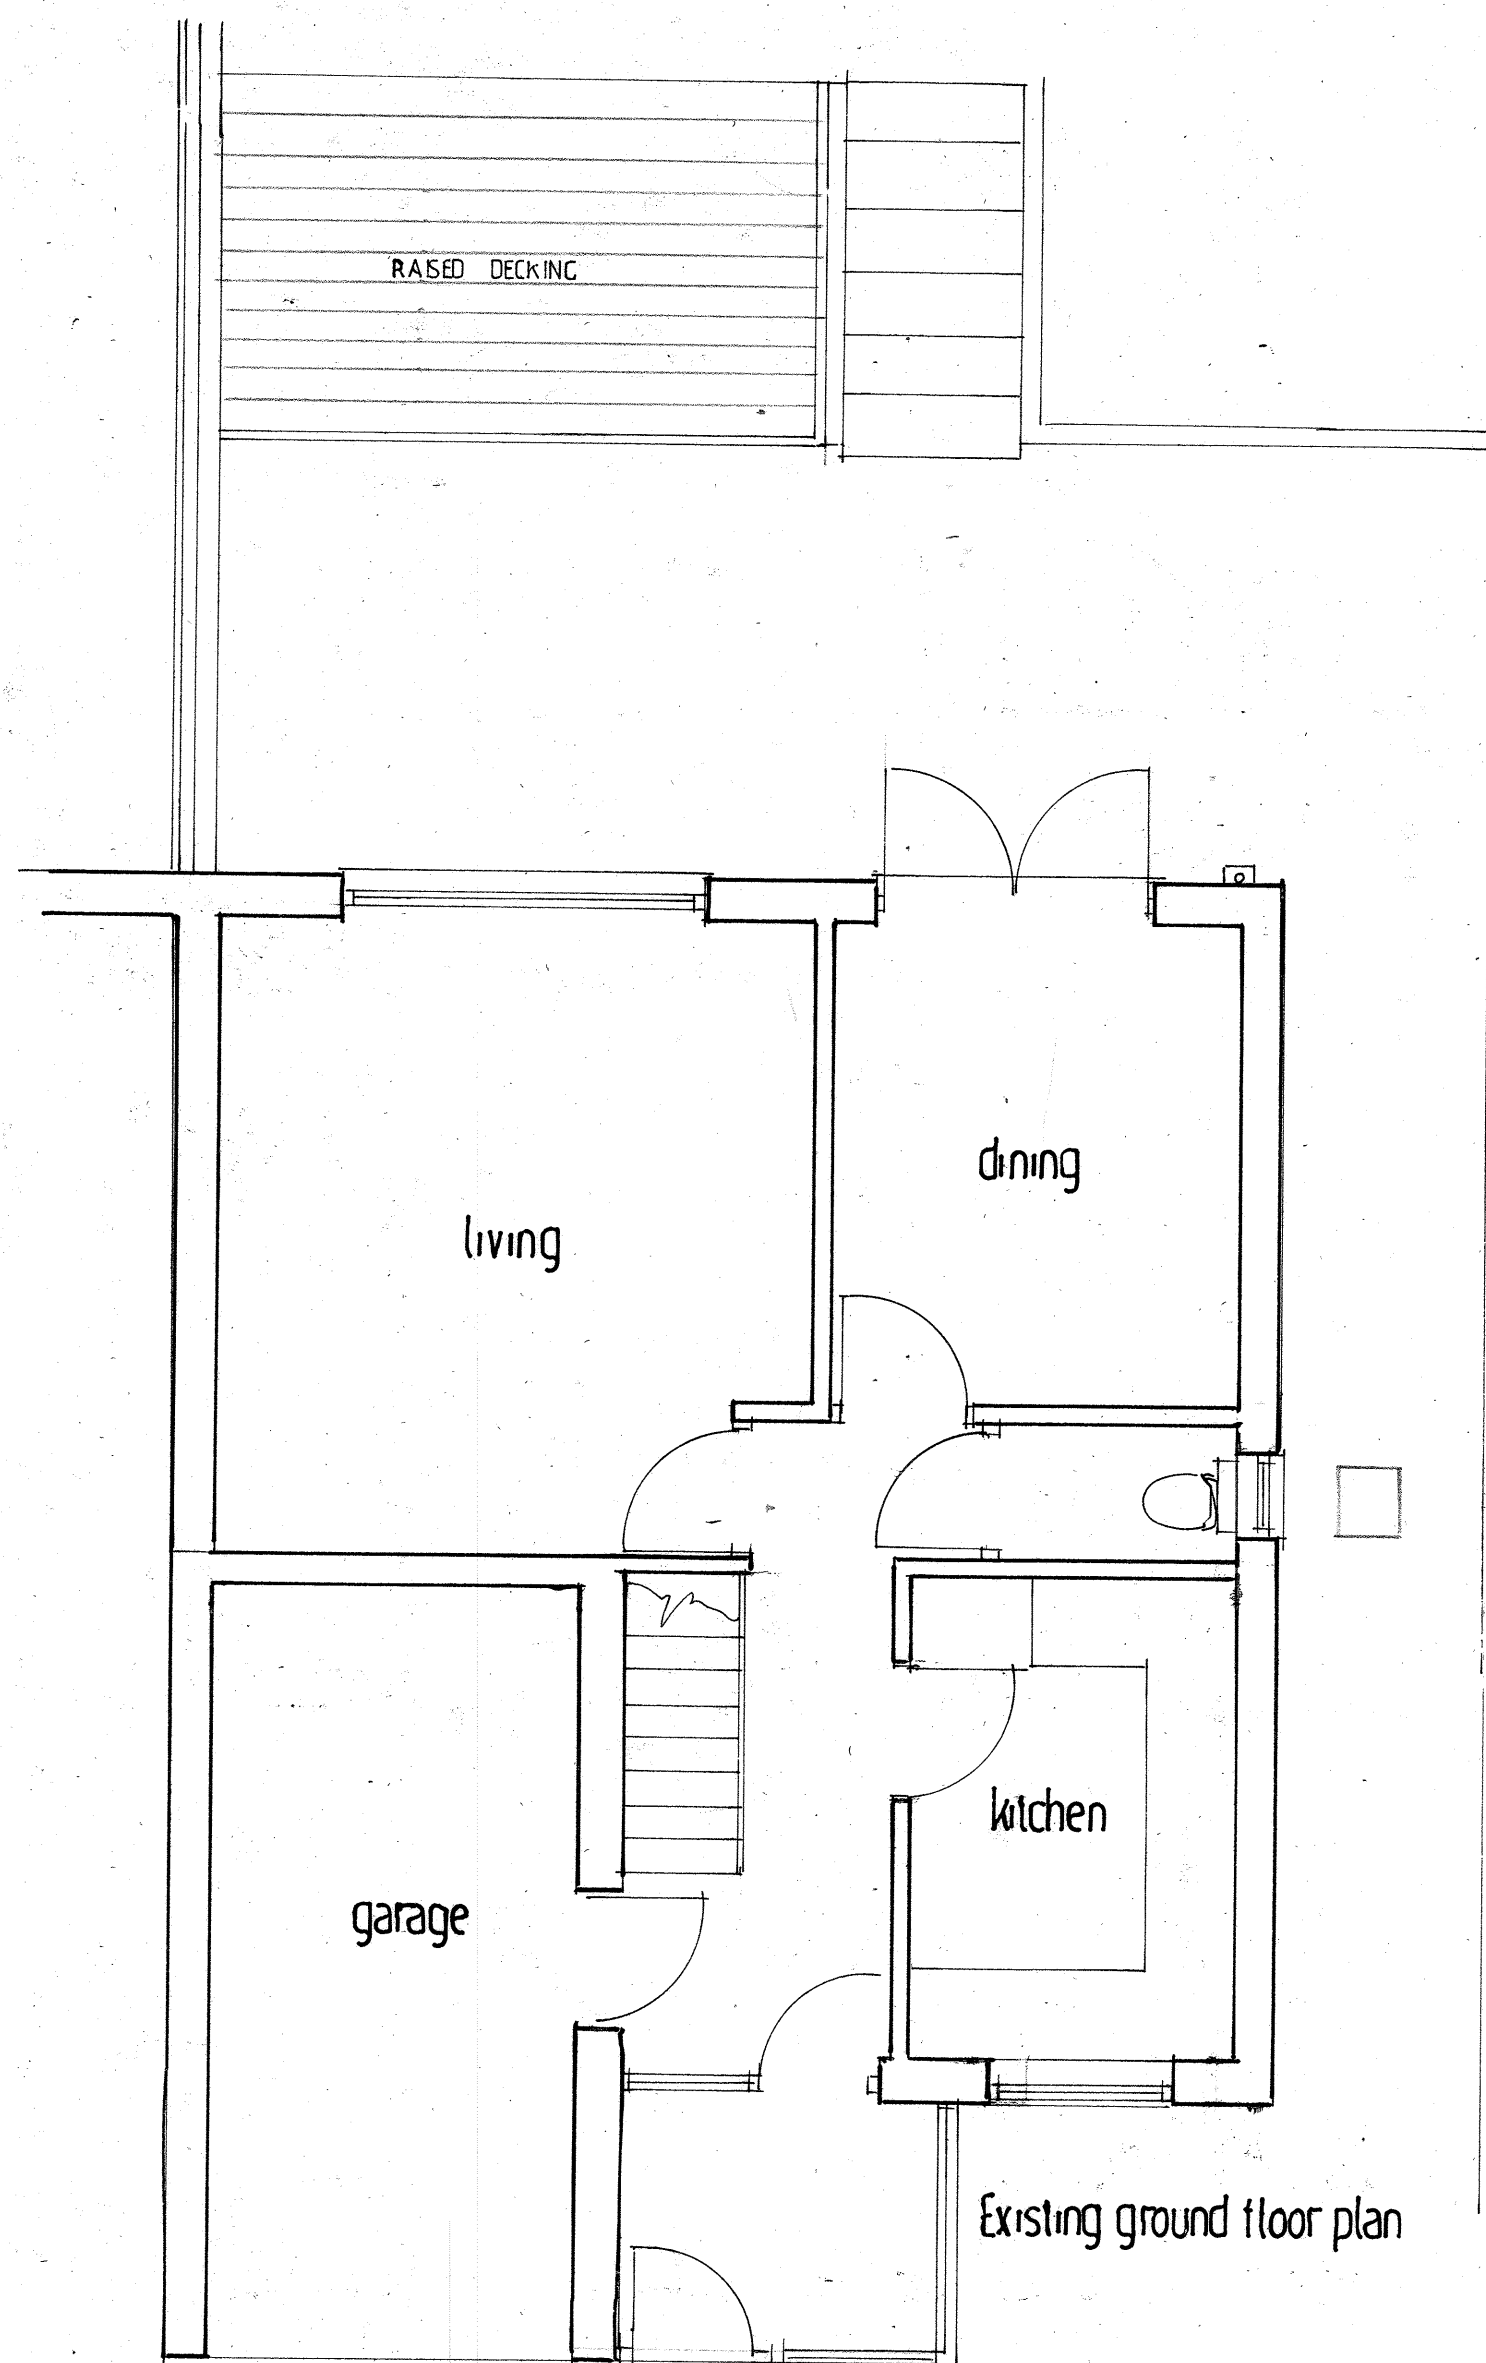 RAISED DECKING
dining
living
kitchen
garage
Existing ground floor plan